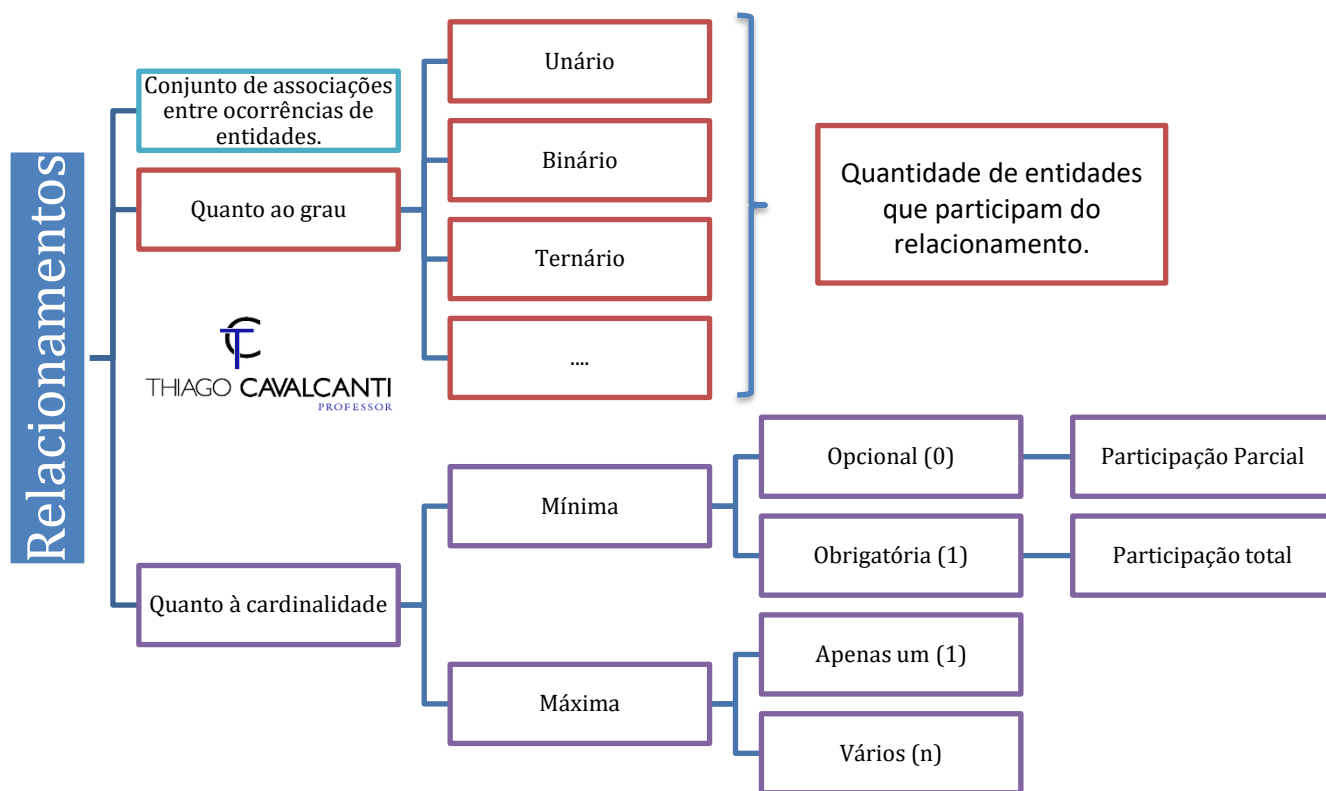 Relacionamentos
Conjunto de associações
entre ocorrências de
entidades.
Quanto ao grau
Unário
Binário
Ternário
....
Quantidade de entidades
que participam do
relacionamento.
TC
THIAGO CAVALCANTI
PROFESSOR
Quanto à cardinalidade
Mínima
Opcional (0)
Participação Parcial
Obrigatória (1)
Participação total
Máxima
Apenas um (1)
Vários (n)